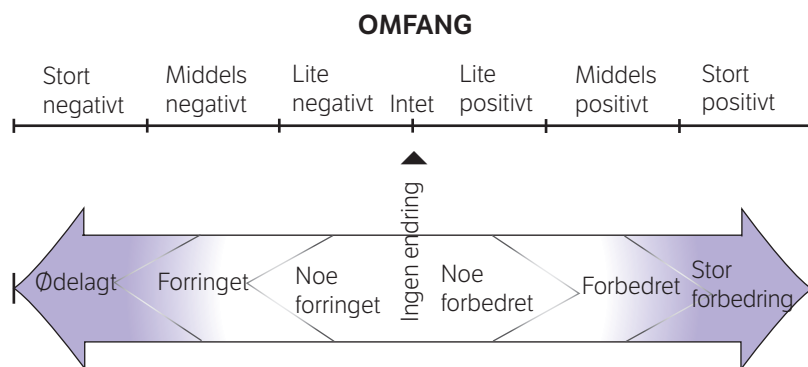 OMFANG
Stort
negativt
Middels
negativt
Lite
negativt
Intet
Lite
positivt
Middels
positivt
Stort
positivt
Ingen endring
Ødelagt
Forringet
Noe
forringet
Noe
forbedret
Forbedret
Stor
forbedring